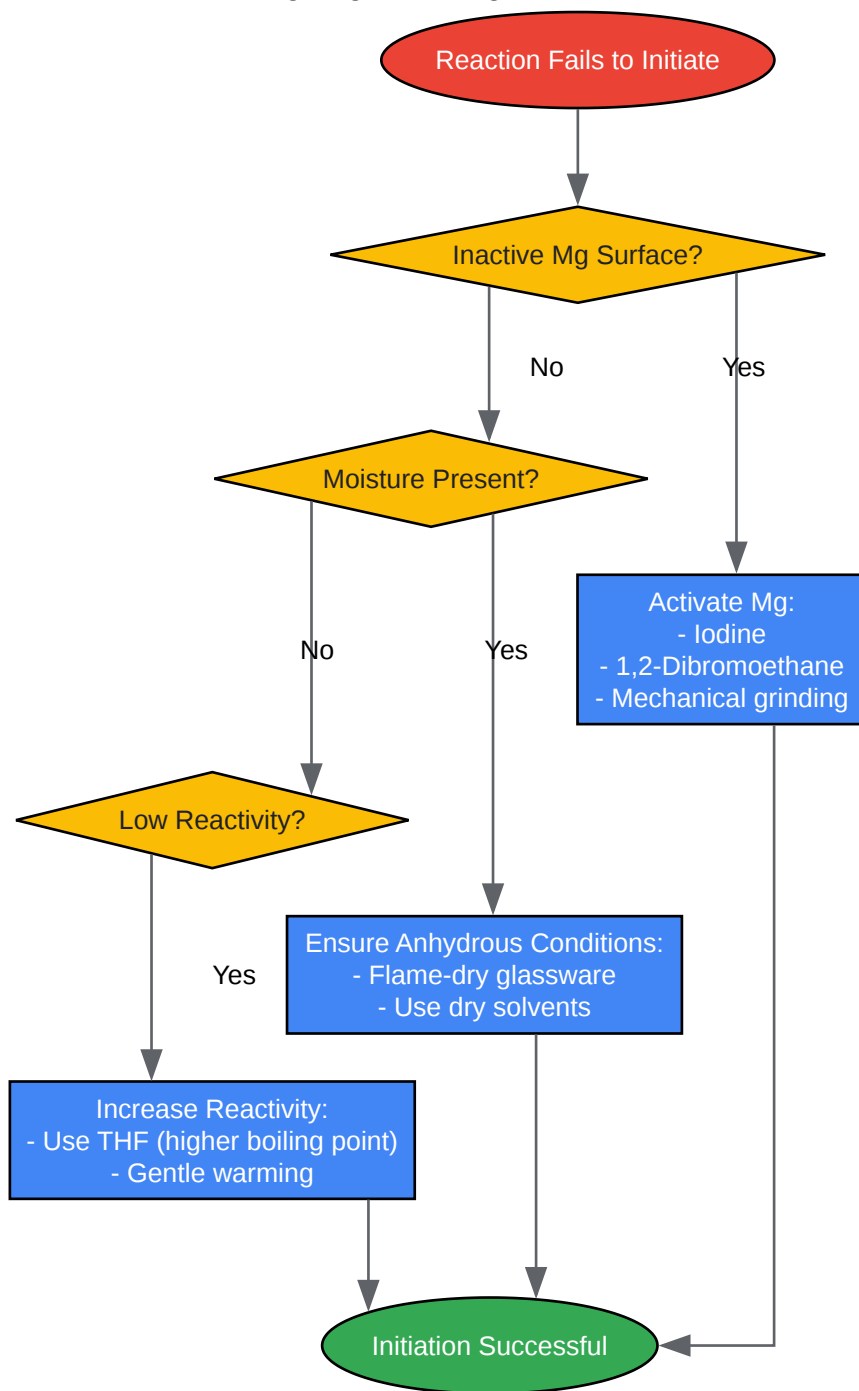 Reaction Fails to Initiate
Inactive Mg Surface?
No
Yes
Moisture Present?
Activate Mg:
- Iodine
- 1,2-Dibromoethane
- Mechanical grinding
No
Yes
Low Reactivity?
Ensure Anhydrous Conditions:
- Flame-dry glassware
- Use dry solvents
Yes
Increase Reactivity:
- Use THF (higher boiling point)
- Gentle warming
Initiation Successful